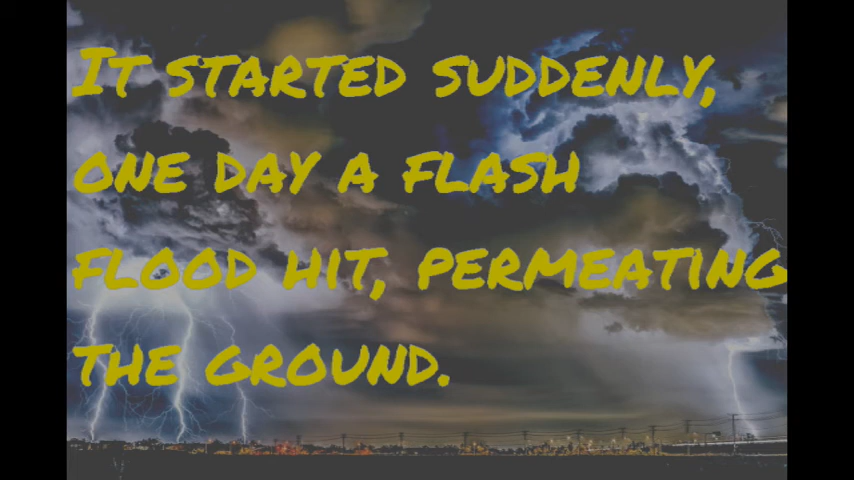 It started suddenly,
one day a flash
flood hit, permeating
the ground.